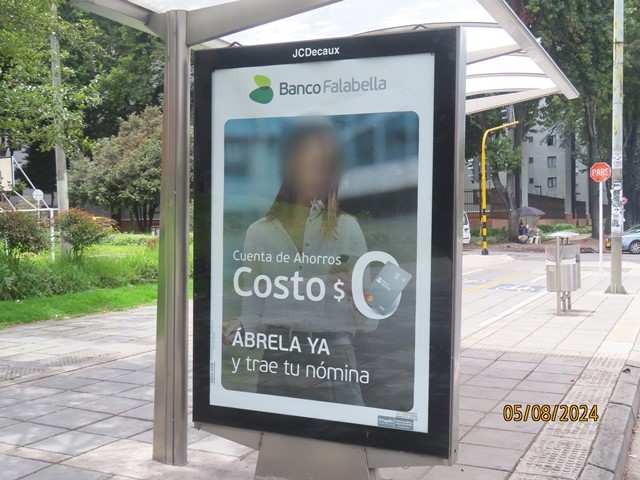 JCDecaux
Banco Falabella
Cuenta de Ahorros
Costo $0
ÁBRELA YA
y trae tu nómina
PARE
05/08/2024